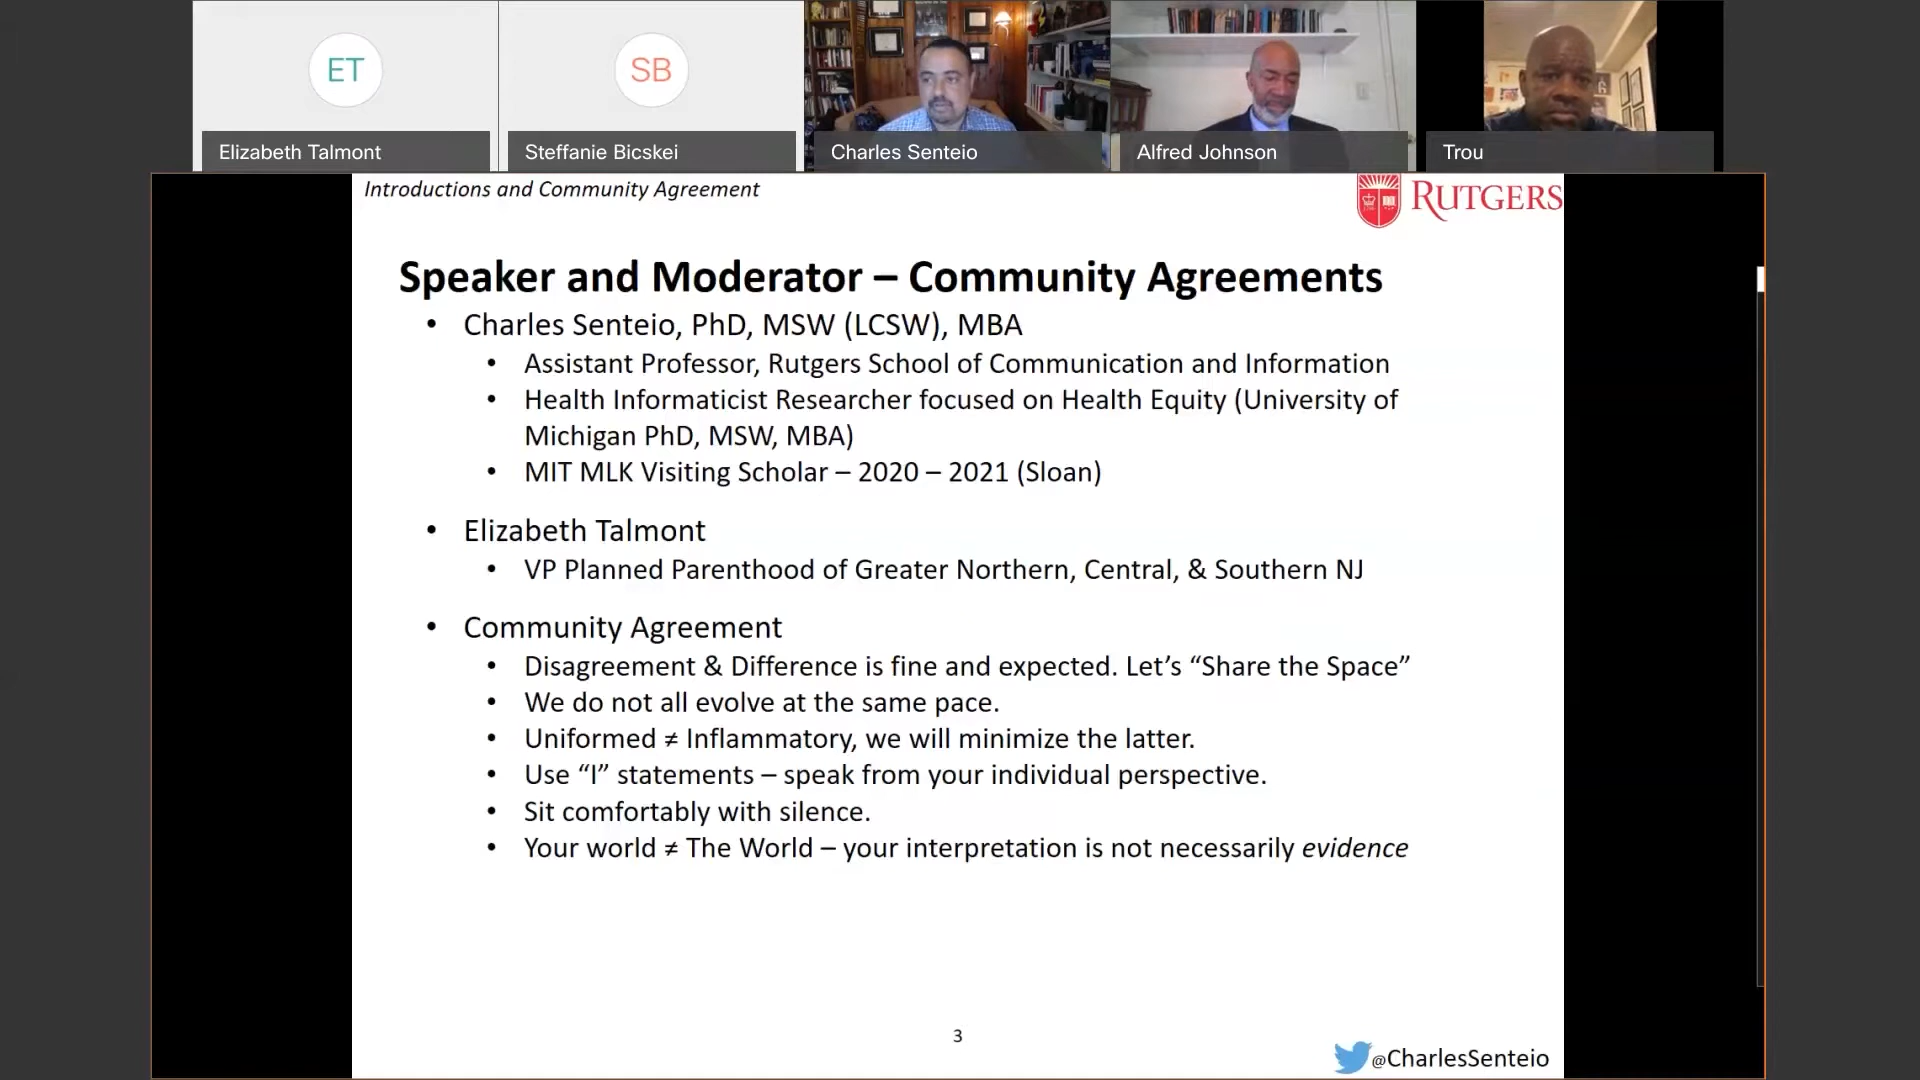 ET
SB
Elizabeth Talmont
Steffanie Bicskei
Charles Senteio
Alfred Johnson
Trou
Introductions and Community Agreement
RUTGERS
Speaker and Moderator – Community Agreements
• Charles Senteio, PhD, MSW (LCSW), MBA
• Assistant Professor, Rutgers School of Communication and Information
• Health Informaticist Researcher focused on Health Equity (University of
Michigan PhD, MSW, MBA)
• MIT MLK Visiting Scholar – 2020 – 2021 (Sloan)
• Elizabeth Talmont
• VP Planned Parenthood of Greater Northern, Central, & Southern NJ
• Community Agreement
• Disagreement & Difference is fine and expected. Let’s “Share the Space”
• We do not all evolve at the same pace.
• Uniformed ≠ Inflammatory, we will minimize the latter.
• Use “I” statements – speak from your individual perspective.
• Sit comfortably with silence.
• Your world ≠ The World – your interpretation is not necessarily evidence
3
@CharlesSenteio